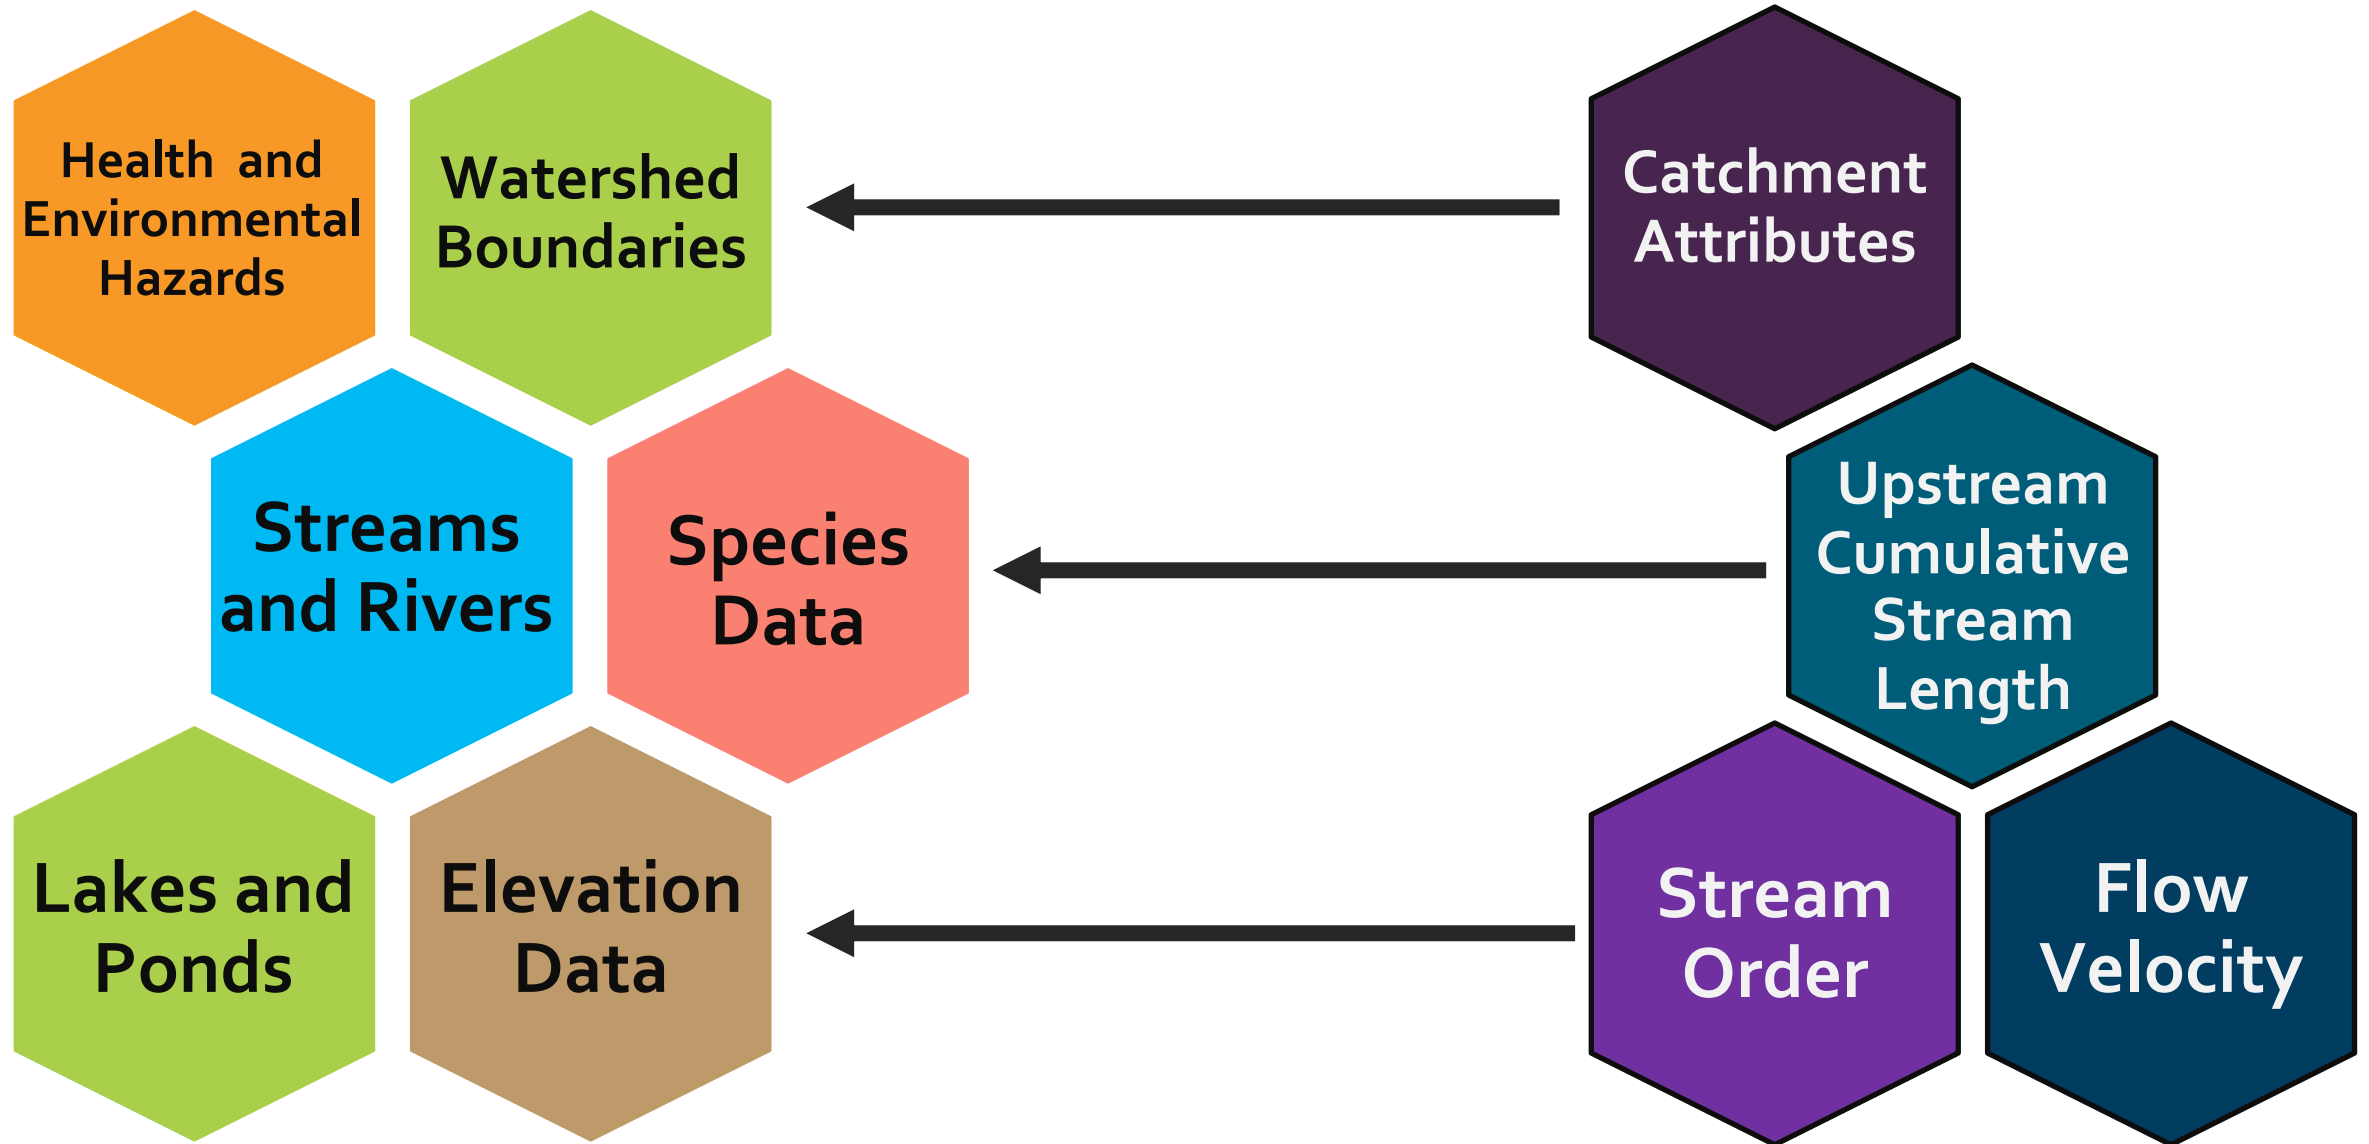 Health and
Environmental
Hazards
Watershed
Boundaries
Catchment
Attributes
Streams
and Rivers
Species
Data
Upstream
Cumulative
Stream
Length
Lakes and
Ponds
Elevation
Data
Stream
Order
Flow
Velocity